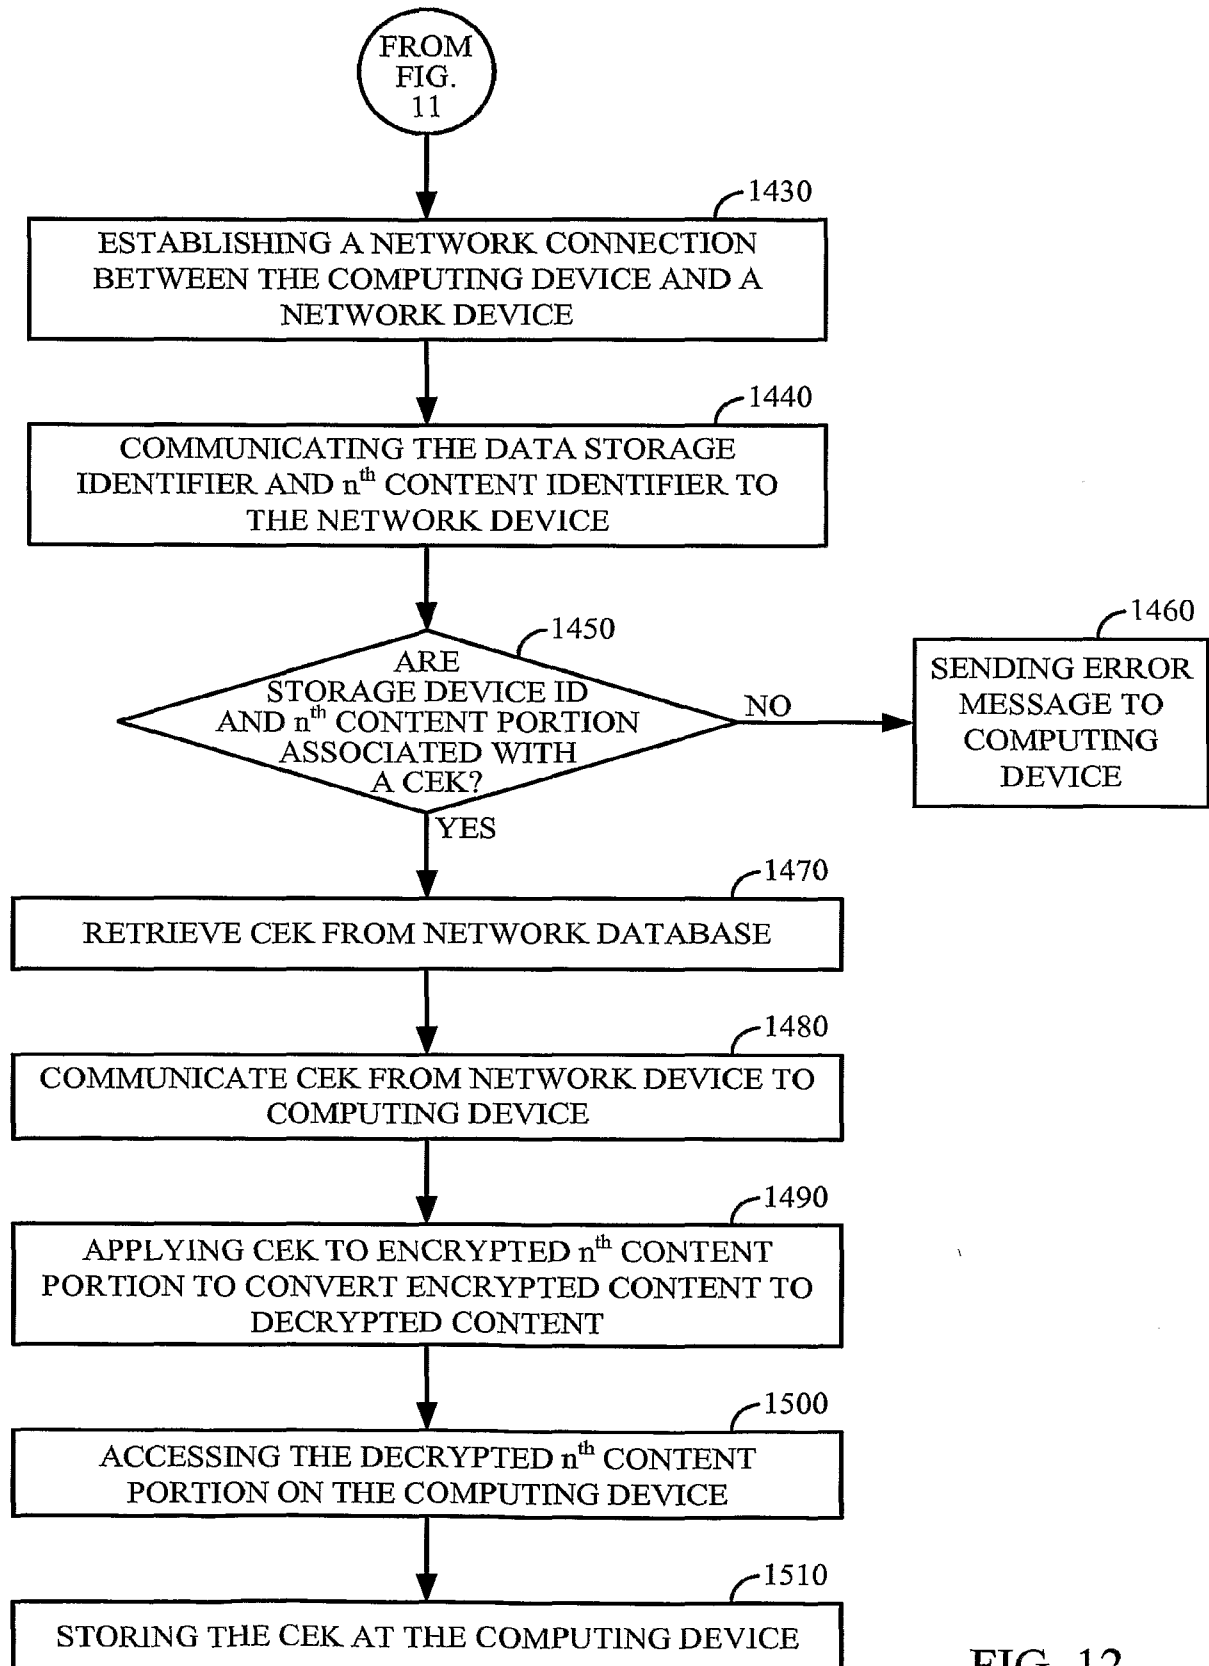 FROM
FIG.
11
1430
ESTABLISHING A NETWORK CONNECTION
BETWEEN THE COMPUTING DEVICE AND A
NETWORK DEVICE
1440
COMMUNICATING THE DATA STORAGE
IDENTIFIER AND nth CONTENT IDENTIFIER TO
THE NETWORK DEVICE
1450
ARE
STORAGE DEVICE ID
AND nth CONTENT PORTION
ASSOCIATED WITH
A CEK?
NO
1460
SENDING ERROR
MESSAGE TO
COMPUTING
DEVICE
YES
1470
RETRIEVE CEK FROM NETWORK DATABASE
1480
COMMUNICATE CEK FROM NETWORK DEVICE TO
COMPUTING DEVICE
1490
APPLYING CEK TO ENCRYPTED nth CONTENT
PORTION TO CONVERT ENCRYPTED CONTENT TO
DECRYPTED CONTENT
1500
ACCESSING THE DECRYPTED nth CONTENT
PORTION ON THE COMPUTING DEVICE
1510
STORING THE CEK AT THE COMPUTING DEVICE
FIG. 12